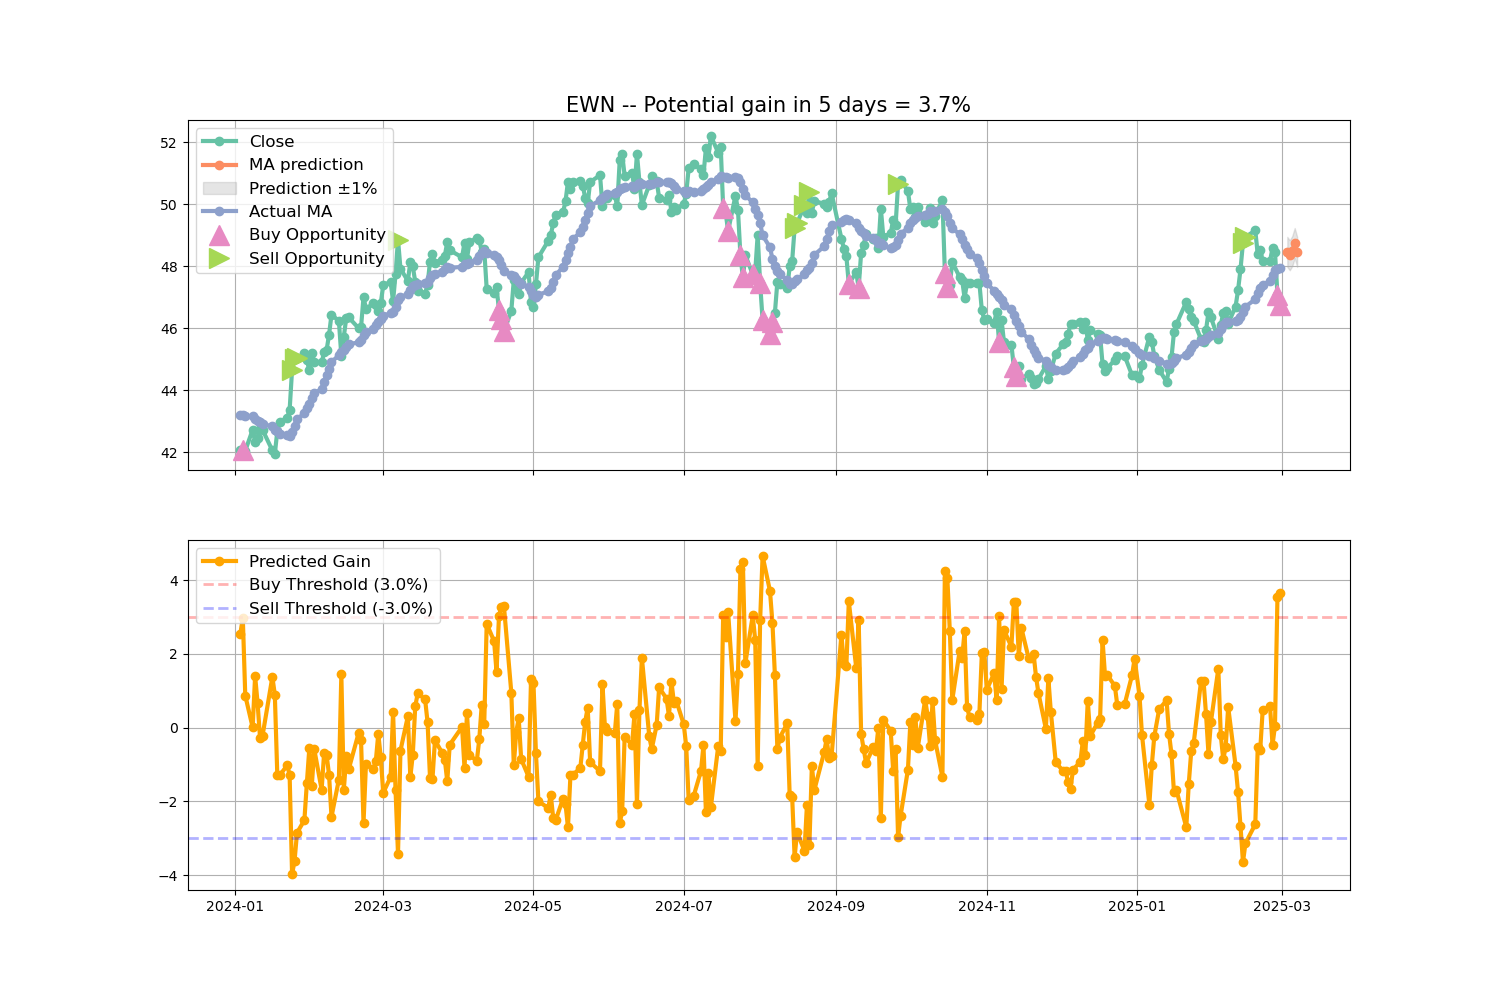 EWN -- Potential gain in 5 days = 3.7%
52
50
48
46
44
42
Close
MA prediction
Prediction ±1%
Actual MA
Buy Opportunity
Sell Opportunity
4
2
0
−2
−4
Predicted Gain
Buy Threshold (3.0%)
Sell Threshold (-3.0%)
2024-01
2024-03
2024-05
2024-07
2024-09
2024-11
2025-01
2025-03